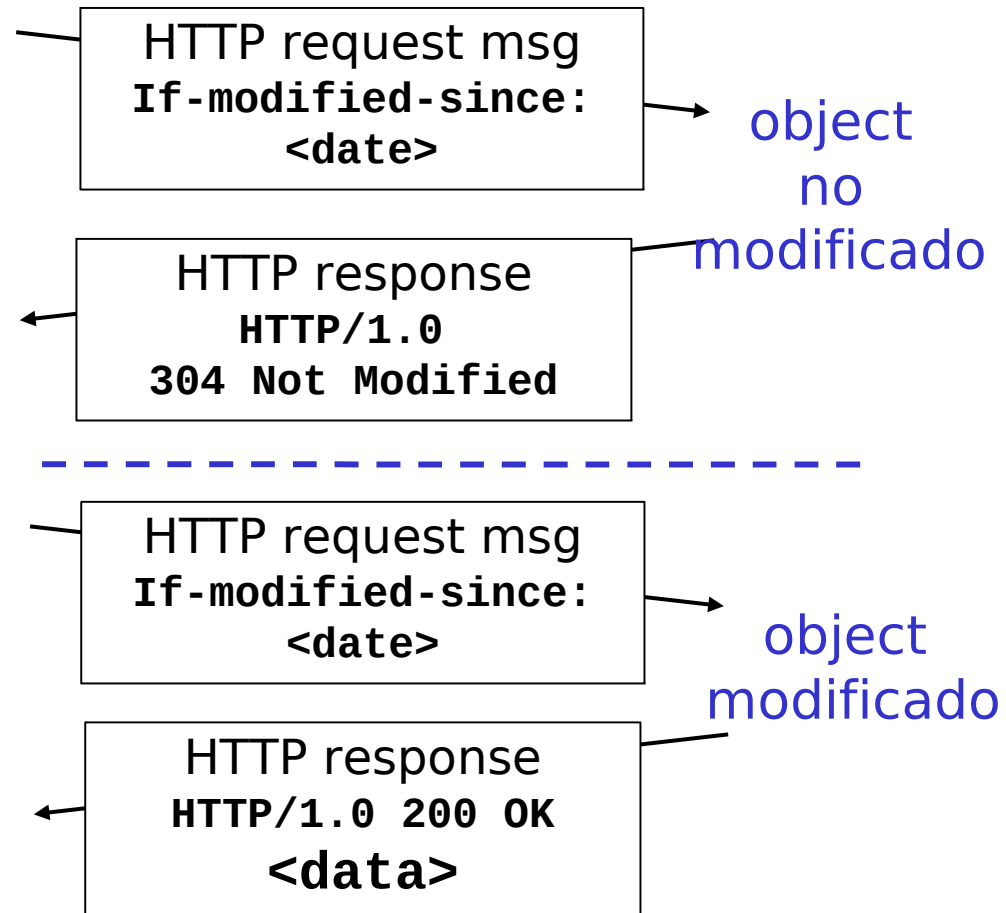 HTTP request msg
If-modified-since:
<date>
object
no
modificado
HTTP response
HTTP/1.0
304 Not Modified
HTTP request msg
If-modified-since:
<date>
object
modificado
HTTP response
HTTP/1.0 200 OK
<data>